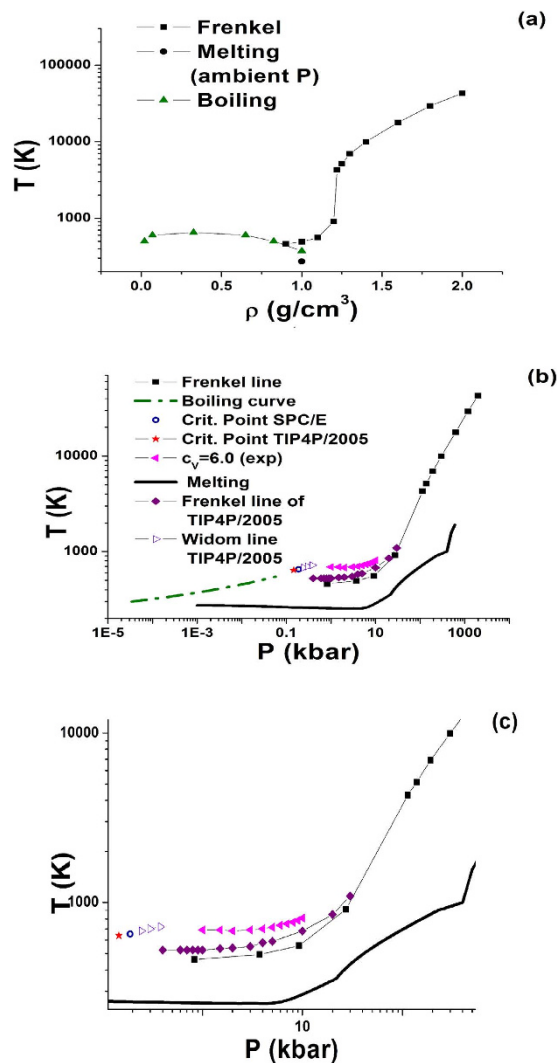 (a)
Frenkel
Melting
(ambient P)
Boiling
T (K)
100000
10000
1000
0.0 0.5 1.0 1.5 2.0
ρ (g/cm³)
(b)
Frenkel line
Boiling curve
Crit. Point SPC/E
Crit. Point TIP4P/2005
cᵥ=6.0 (exp)
Melting
Frenkel line of
TIP4P/2005
Widom line
TIP4P/2005
T (K)
10000
1000
1E-5 1E-3 0.1 10 1000
P (kbar)
(c)
T (K)
10000
1000
10
P (kbar)